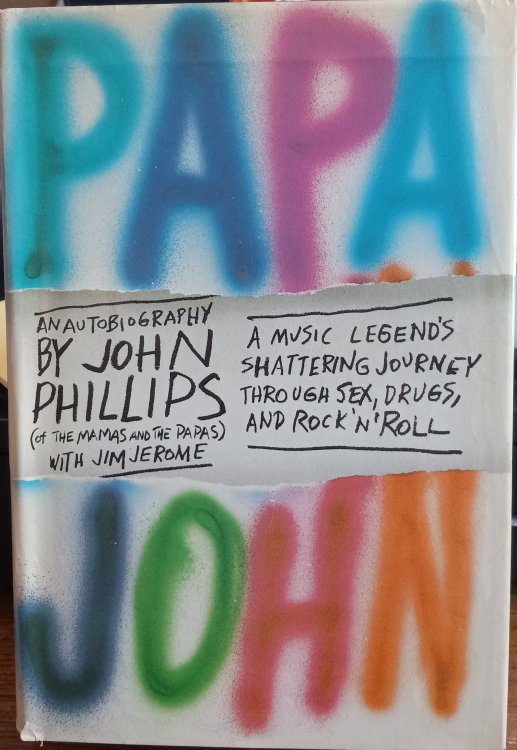 PAPA
AN AUTOBIOGRAPHY
BY JOHN
PHILLIPS
(OF THE MAMAS AND THE PAPAS)
WITH JIM JEROME
A MUSIC LEGEND'S
SHATTERING JOURNEY
THROUGH SEX, DRUGS,
AND ROCK 'N' ROLL
JOHN